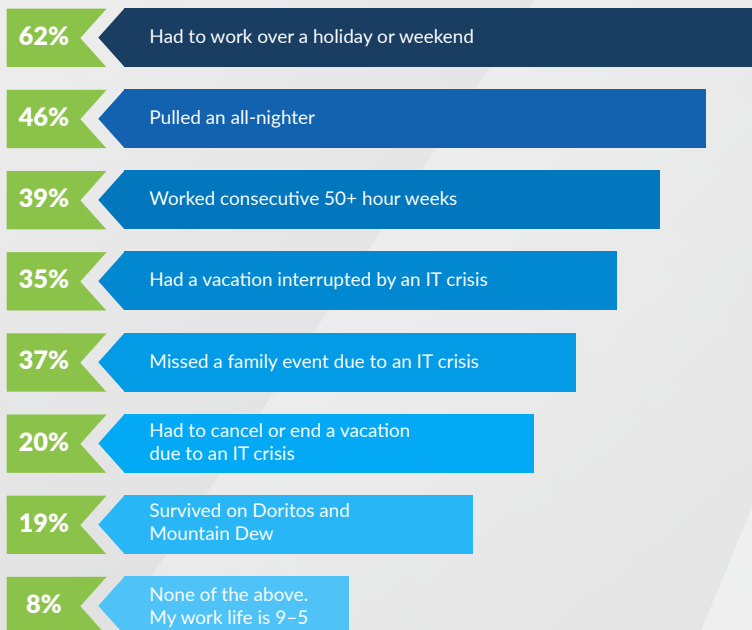 62%
Had to work over a holiday or weekend
46%
Pulled an all-nighter
39%
Worked consecutive 50+ hour weeks
35%
Had a vacation interrupted by an IT crisis
37%
Missed a family event due to an IT crisis
20%
Had to cancel or end a vacation
due to an IT crisis
19%
Survived on Doritos and
Mountain Dew
8%
None of the above.
My work life is 9–5